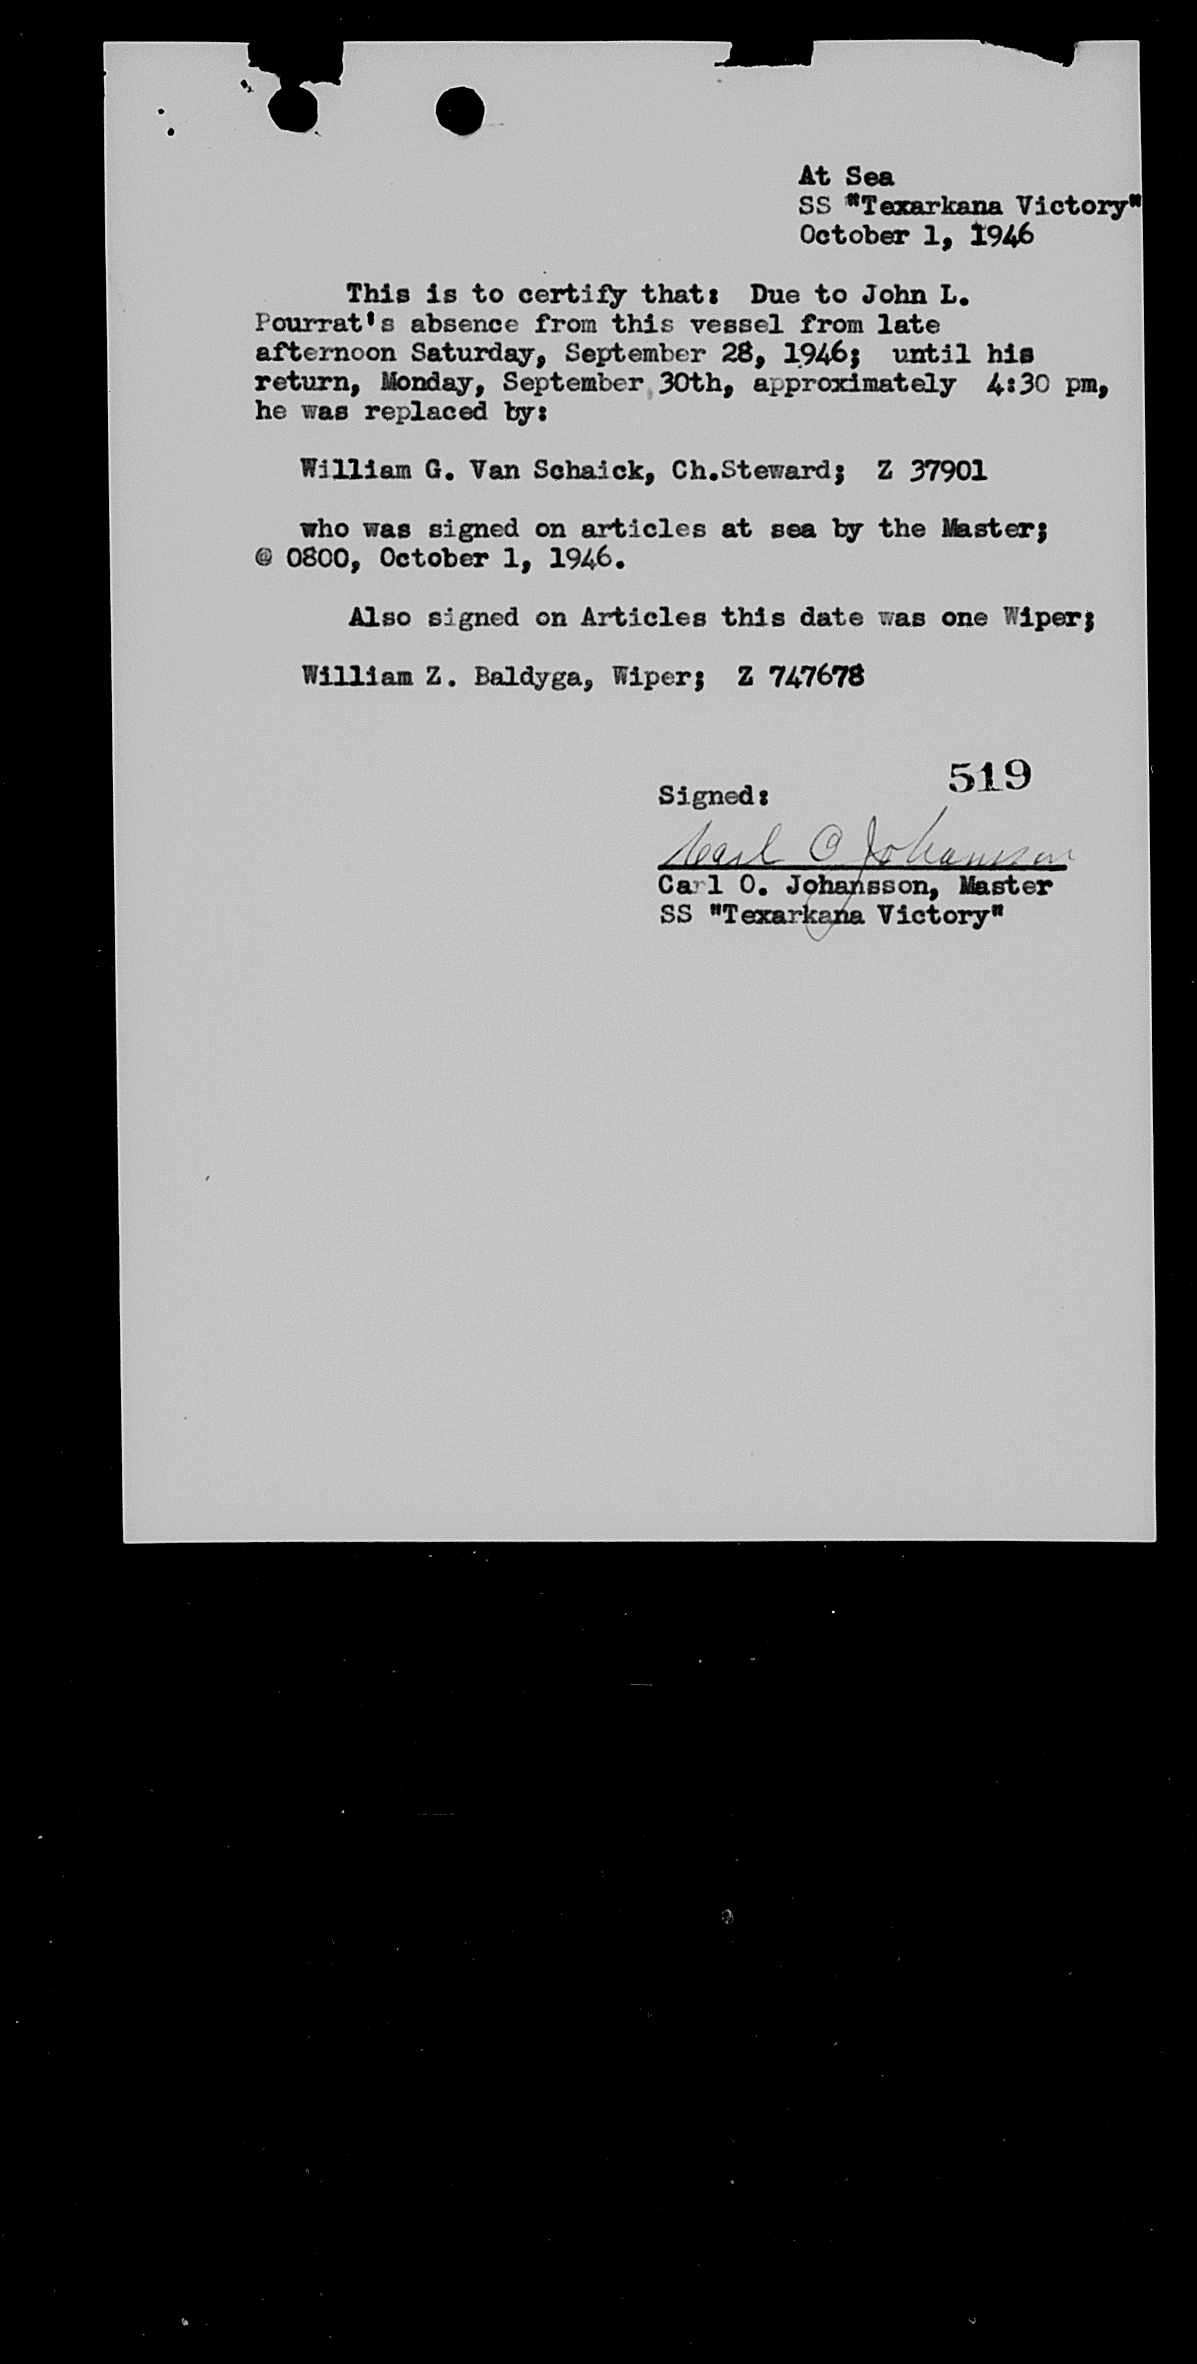 At Sea
SS "Texarkana Victory"
October 1, 1946
This is to certify that: Due to John L.
Pourrat's absence from this vessel from late
afternoon Saturday, September 28, 1946; until his
return, Monday, September 30th, approximately 4:30 pm,
he was replaced by:
William G. Van Schaick, Ch.Steward; Z 37901
who was signed on articles at sea by the Master;
@ 0800, October 1, 1946.
Also signed on Articles this date was one Wiper;
William Z. Baldyga, Wiper; Z 747678
519
Signed:
Carl O Johansson
Carl O. Johansson, Master
SS "Texarkana Victory"